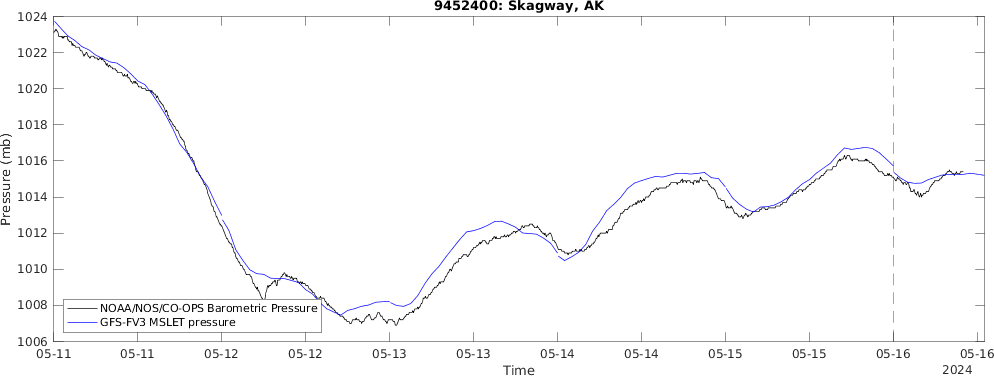 9452400: Skagway, AK
1024
1022
1020
1018
1016
1014
1012
1010
1008
1006
Pressure (mb)
NOAA/NOS/CO-OPS Barometric Pressure
GFS-FV3 MSLET pressure
05-11 05-11 05-12 05-12 05-13 05-14 05-14 05-15 05-15 05-16 05-16
Time
2024